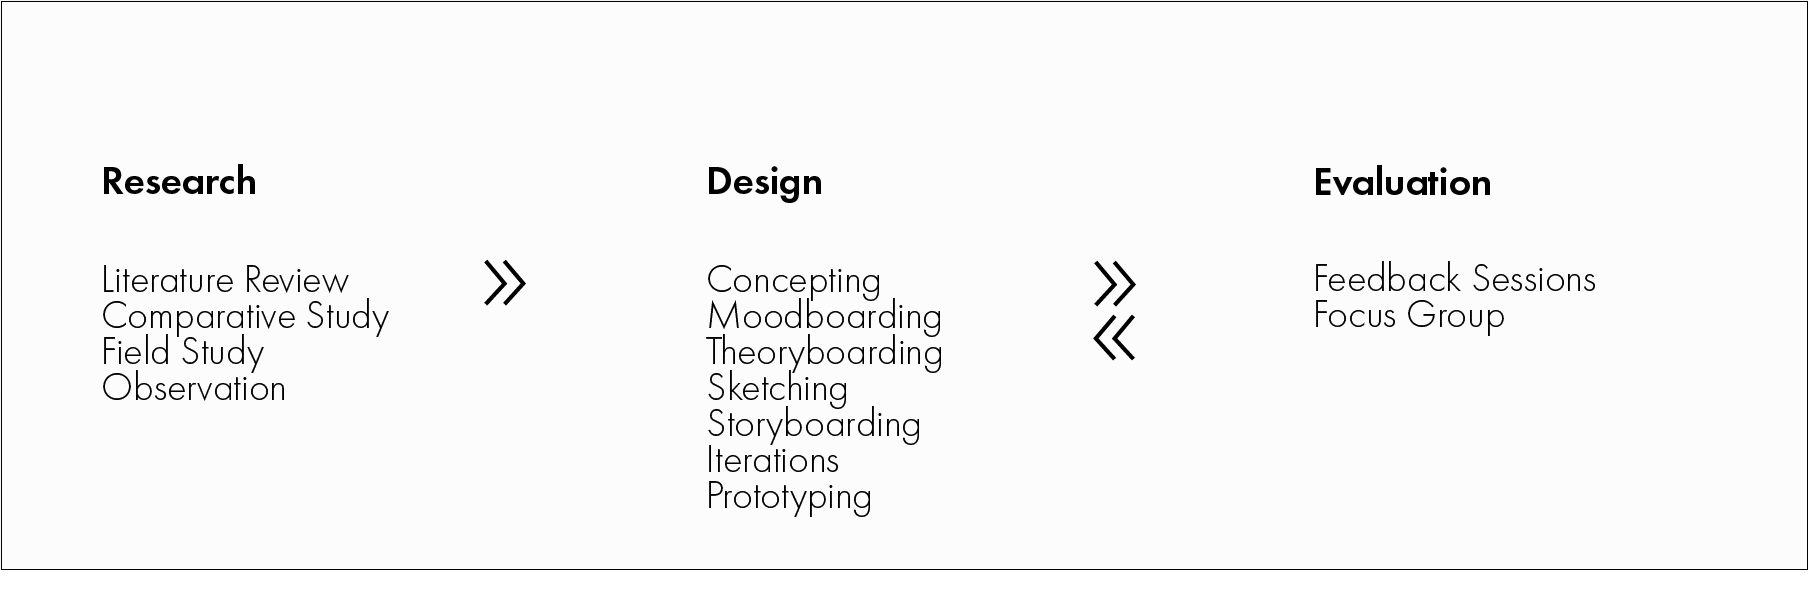 Research
Literature Review
Comparative Study
Field Study
Observation
Design
Concepting
Moodboarding
Theoryboarding
Sketching
Storyboarding
Iterations
Prototyping
Evaluation
Feedback Sessions
Focus Group